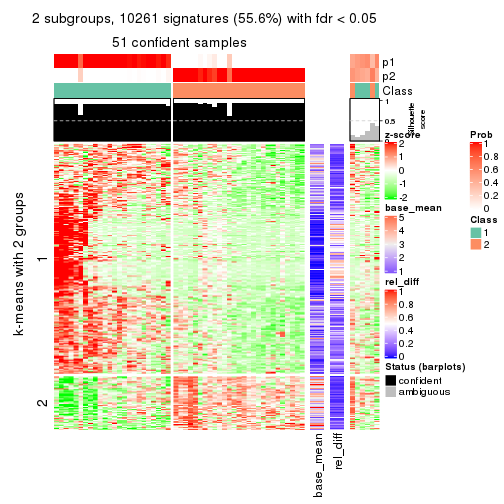 2 subgroups, 10261 signatures (55.6%) with fdr < 0.05
51 confident samples
p1
p2
Class
1
0.5
0
Silhouette
score
k-means with 2 groups
1
2
base_mean
rel_diff
z-score
2
1
0
-1
-2
base_mean
5
4
3
2
1
rel_diff
1
0.8
0.6
0.4
0.2
0
Status (barplots)
confident
ambiguous
Prob
1
0.8
0.6
0.4
0.2
0
Class
1
2